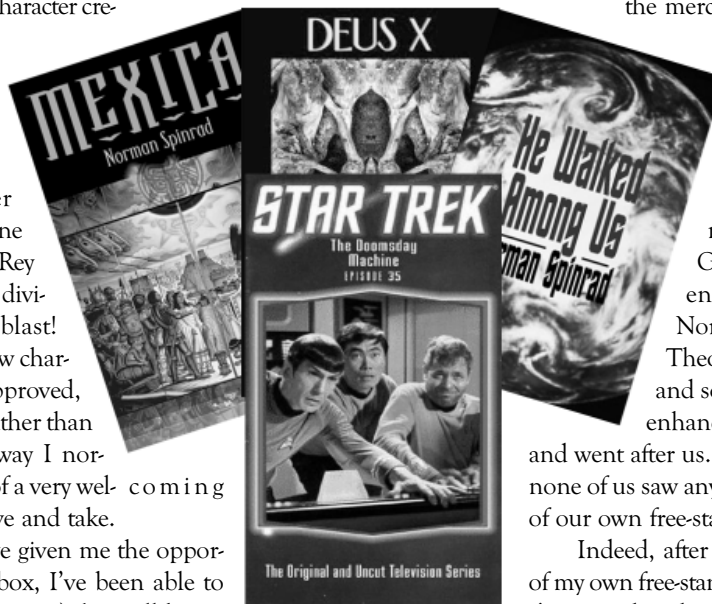 haracter cre-
er
ne
Rey
divi-
blast!
w char-
pproved,
ther than
way I nor-
f a very wel- coming
ve and take.
e given me the oppor-
box, I've been able to
MEXICA
Norman Spinrad
DEUS X
STAR TREK
The Doomsday
Machine
EPISODE 35
The Original and Uncut Television Series
He Walked
Among Us
rman Spinrad
the merc
G
en
Nor
Theo
and se
enhanc
and went after us.
none of us saw any
of our own free-sta
Indeed, after
of my own free-stan